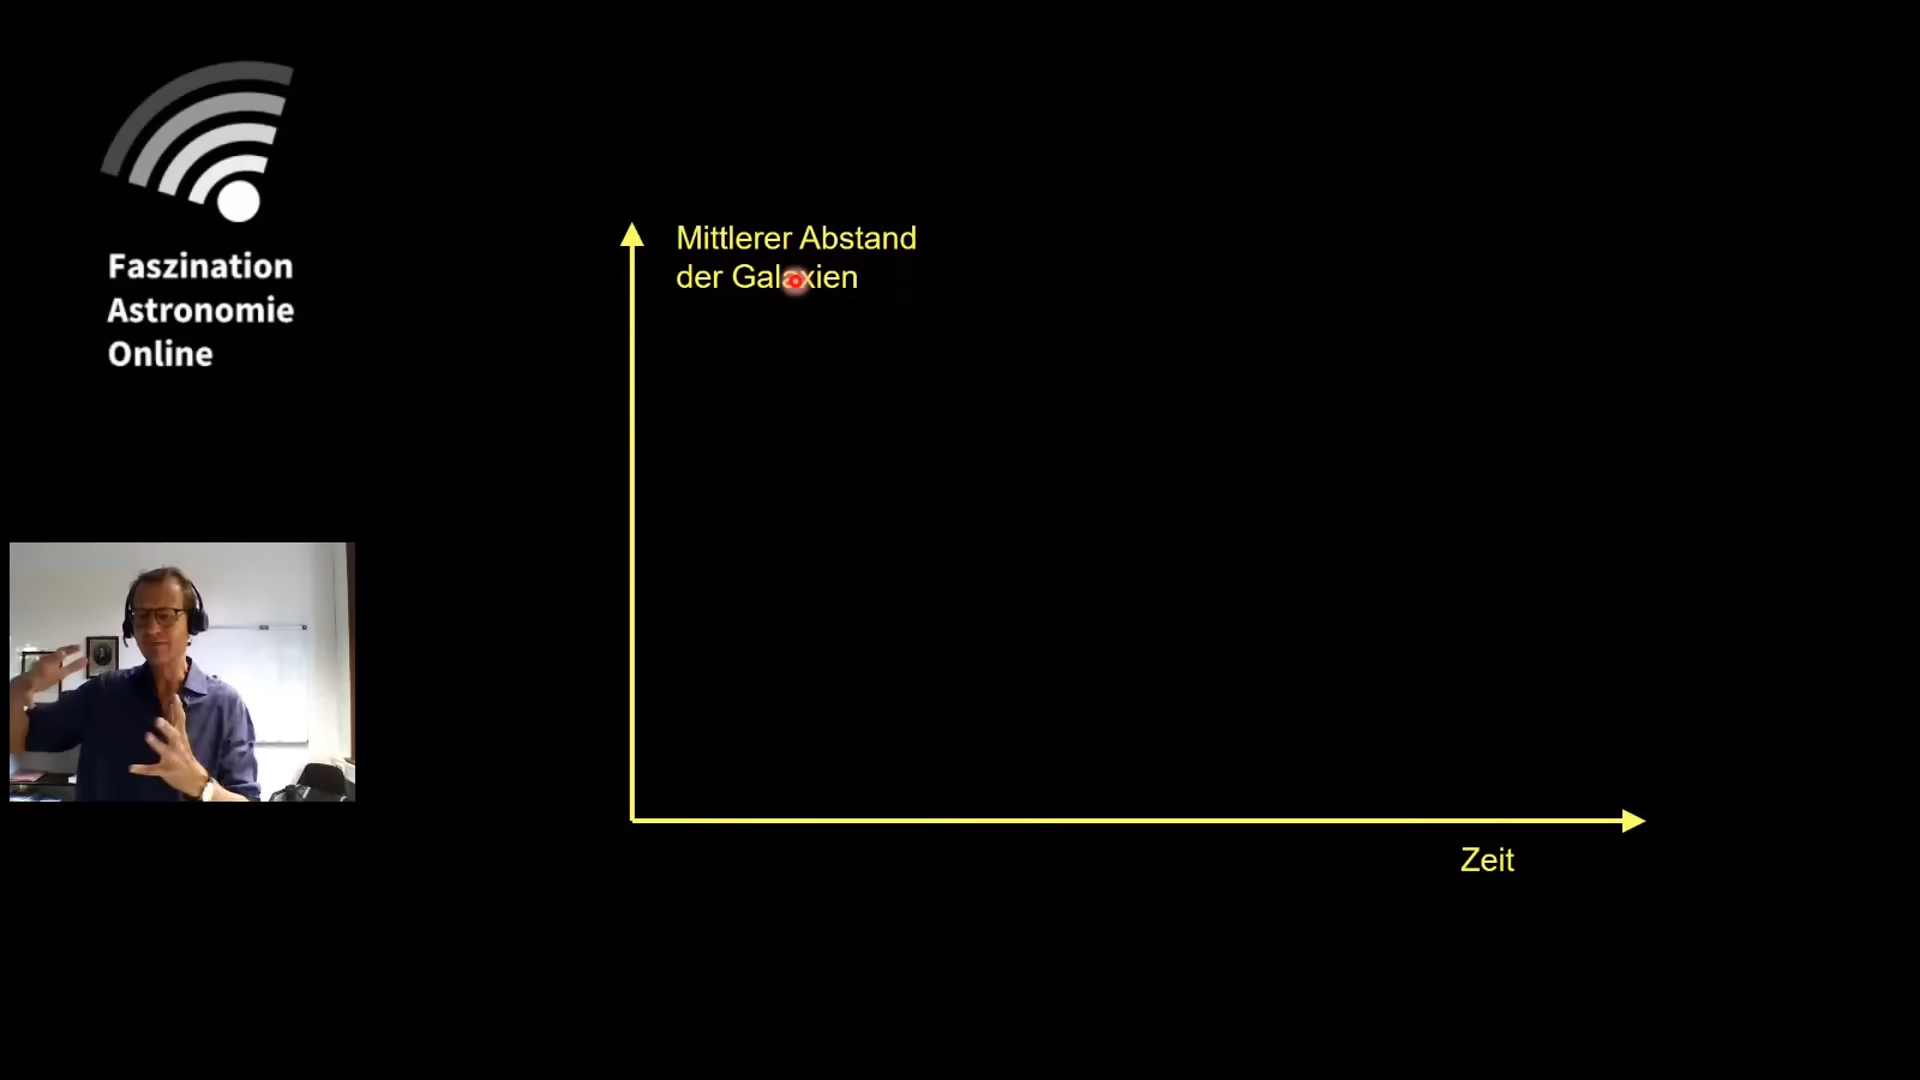 Faszination
Astronomie
Online
Mittlerer Abstand
der Galaxien
Zeit